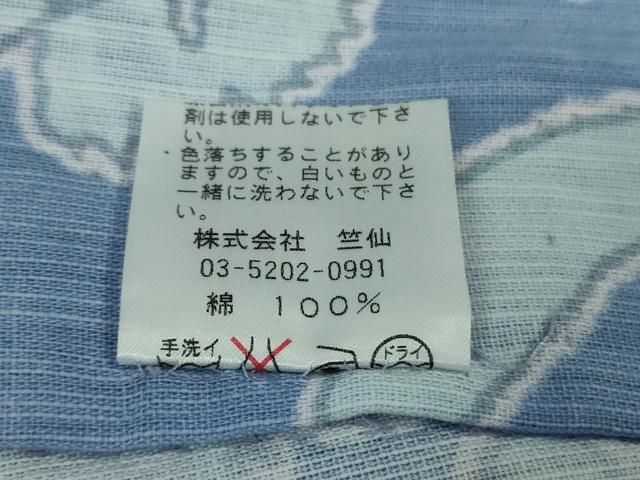 剤は使用しないで下さ
い。
・色落ちすることがあり
ますので、白いものと
一緒に洗わないで下さ
い。
株式会社 竺仙
03-5202-0991
綿 100%
手洗イ ドライ